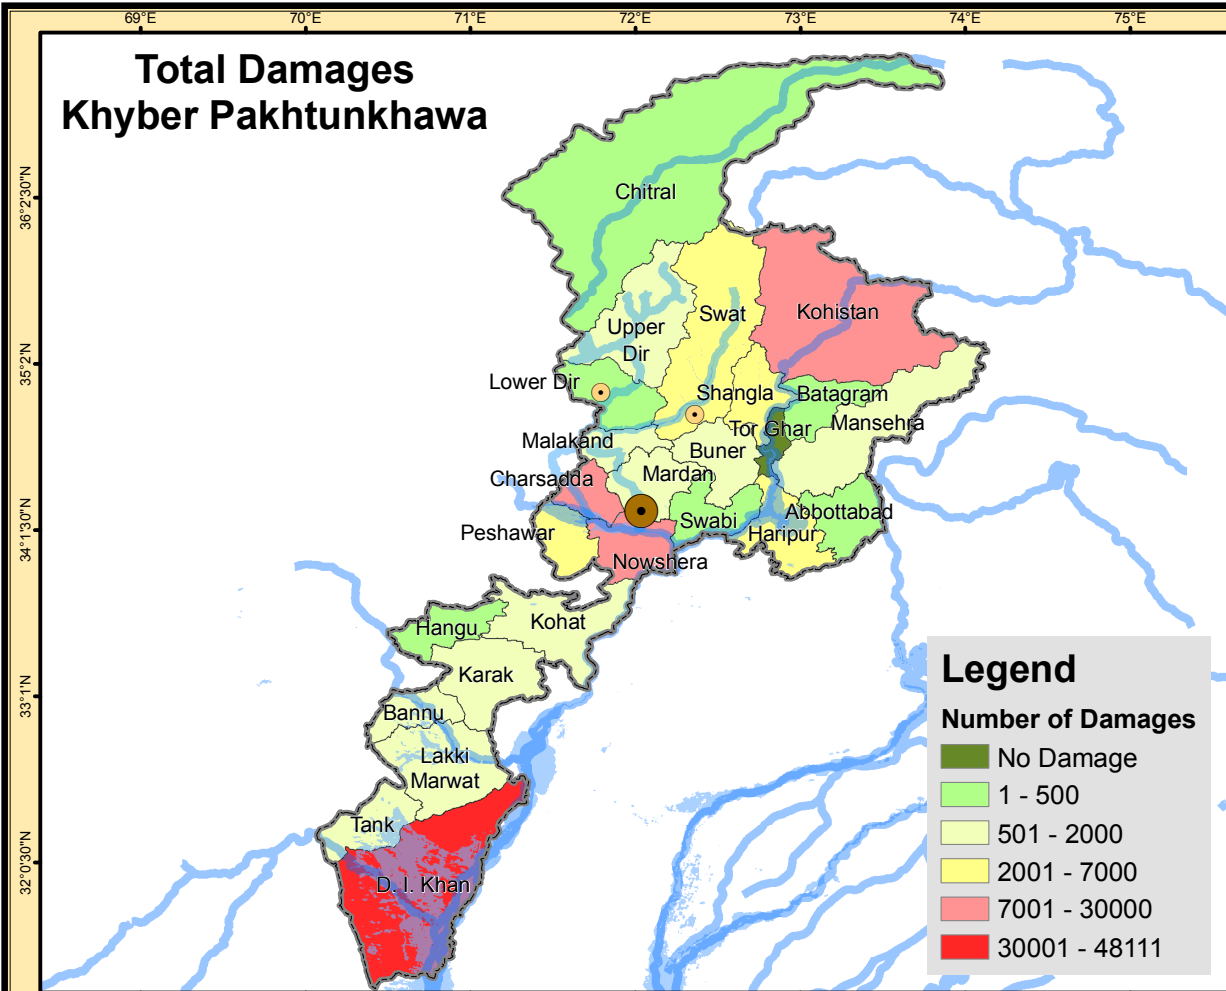 69°E
70°E
71°E
72°E
73°E
74°E
75°E
Total Damages
Khyber Pakhtunkhawa
36°2'30"N
35°2'N
34°1'30"N
33°1'N
32°0'30"N
Chitral
Kohistan
Swat
Upper
Dir
Lower Dir
Shangla
Batagram
Mansehra
Tor Ghar
Malakand
Buner
Mardan
Charsadda
Abbottabad
Swabi
Peshawar
Haripur
Nowshera
Hangu
Kohat
Karak
Bannu
Lakki
Marwat
Tank
D. I. Khan
Legend
Number of Damages
No Damage
1 - 500
501 - 2000
2001 - 7000
7001 - 30000
30001 - 48111